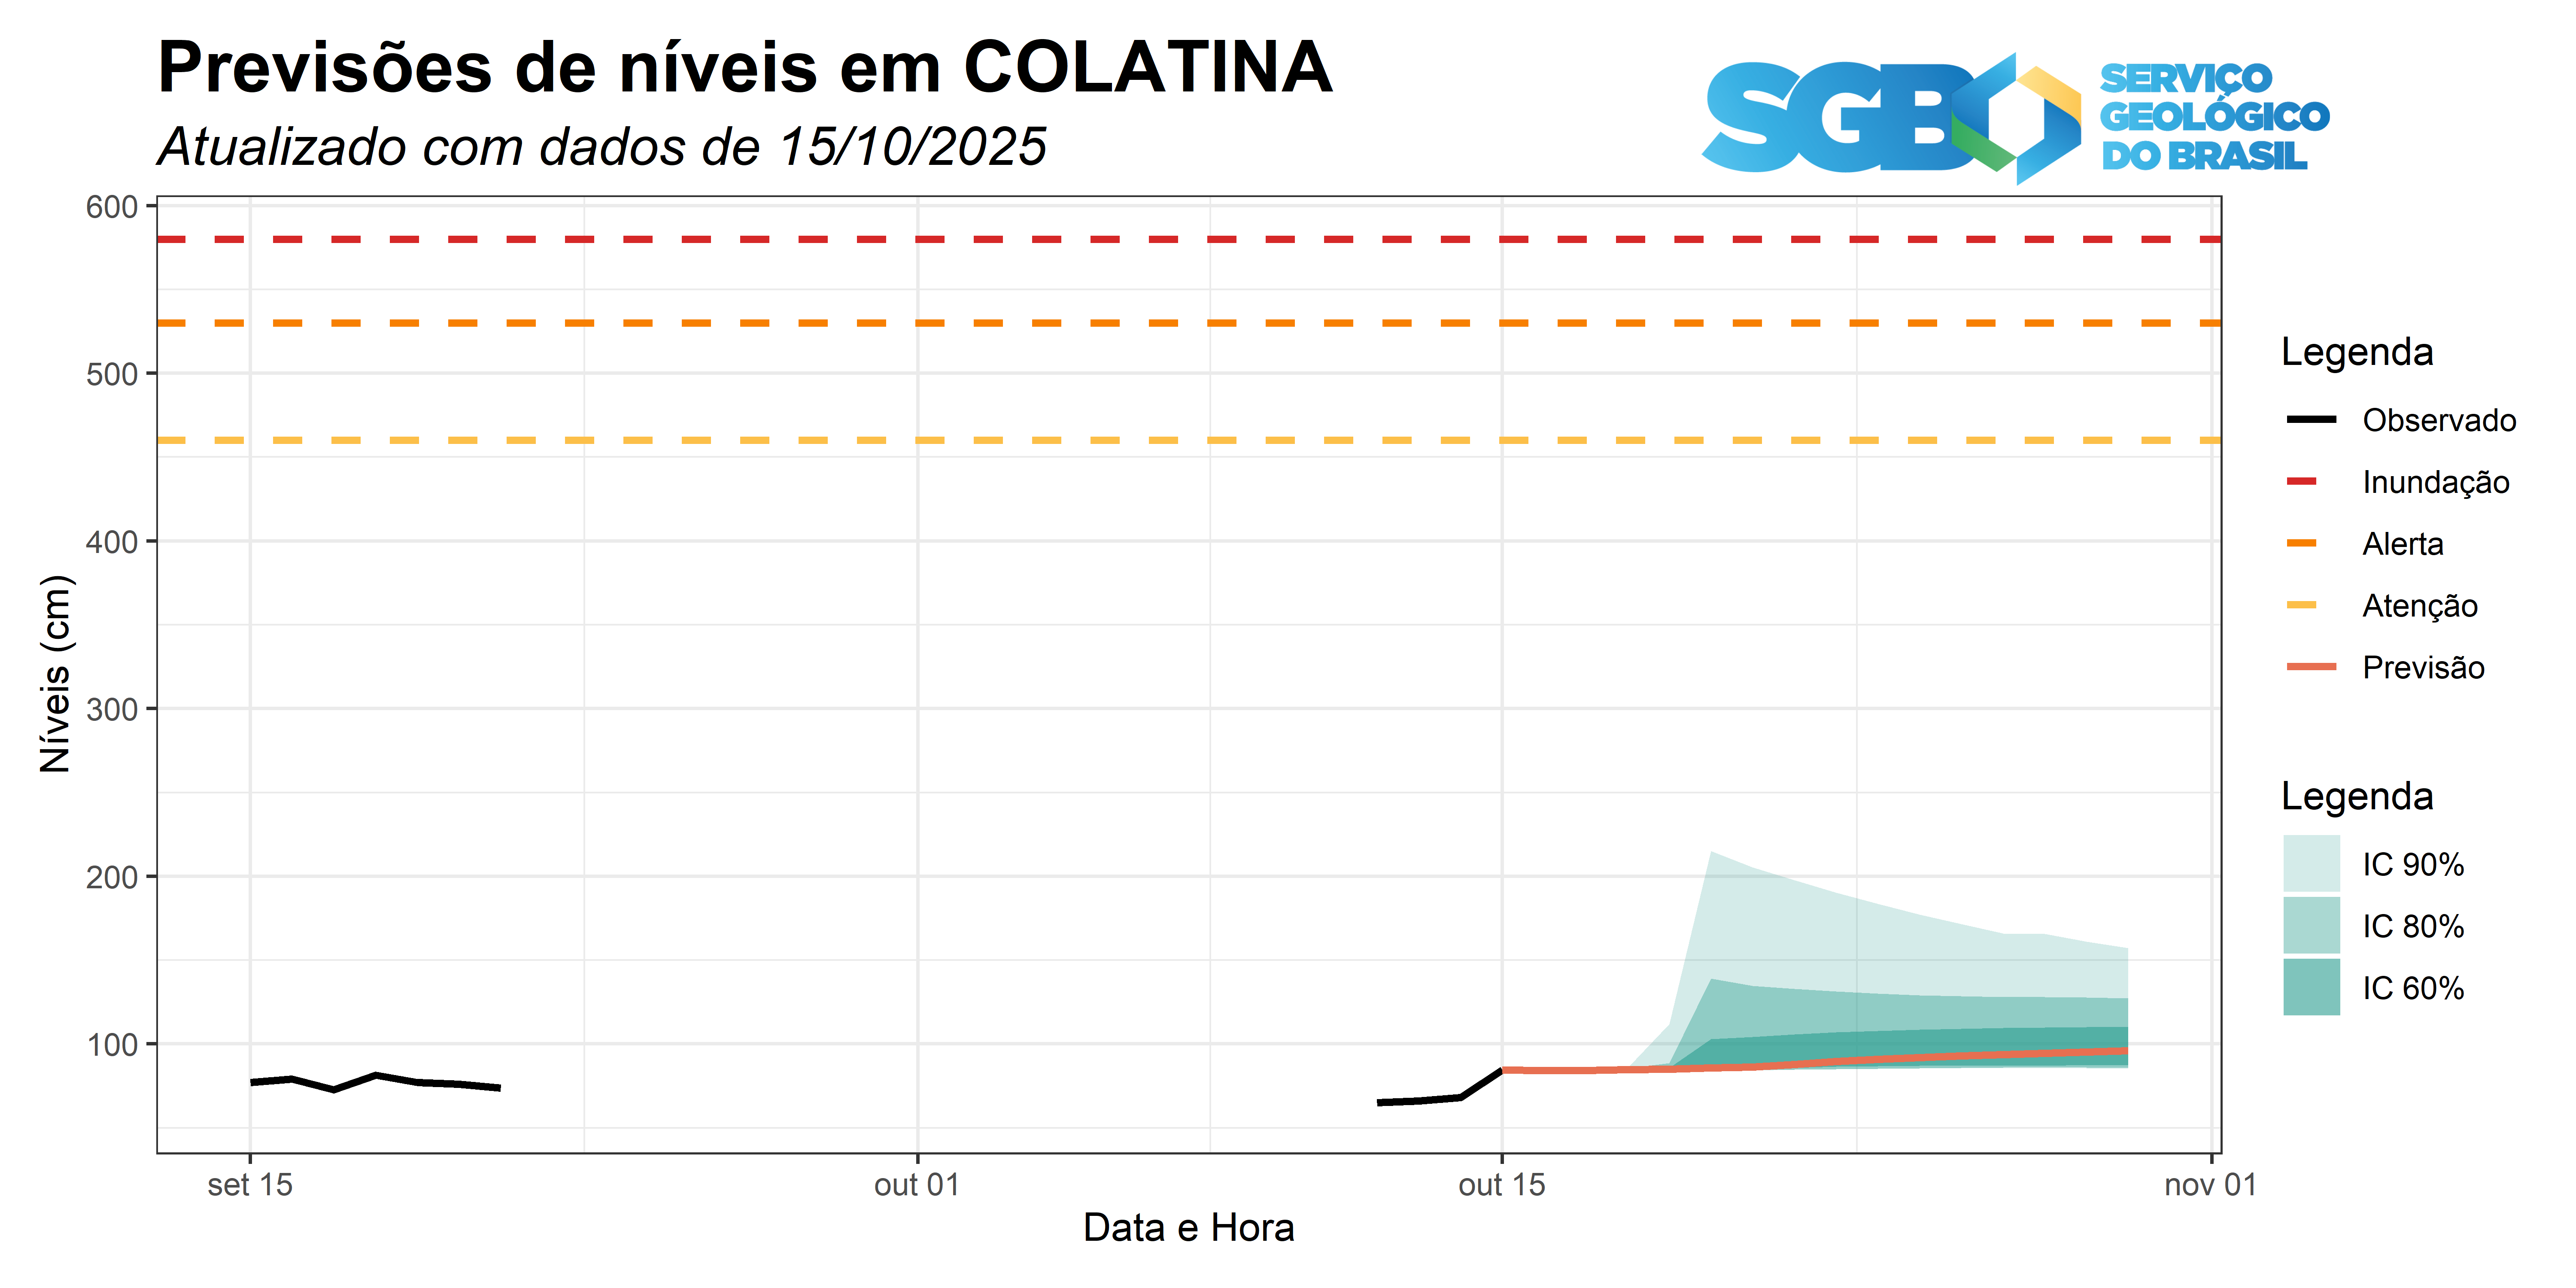 Previsões de níveis em COLATINA
Atualizado com dados de 15/10/2025
SGB
SERVIÇO
GEOLÓGICO
DO BRASIL
600
500
400
300
200
100
Níveis (cm)
set 15
out 01
out 15
nov 01
Data e Hora
Legenda
Observado
Inundação
Alerta
Atenção
Previsão
Legenda
IC 90%
IC 80%
IC 60%